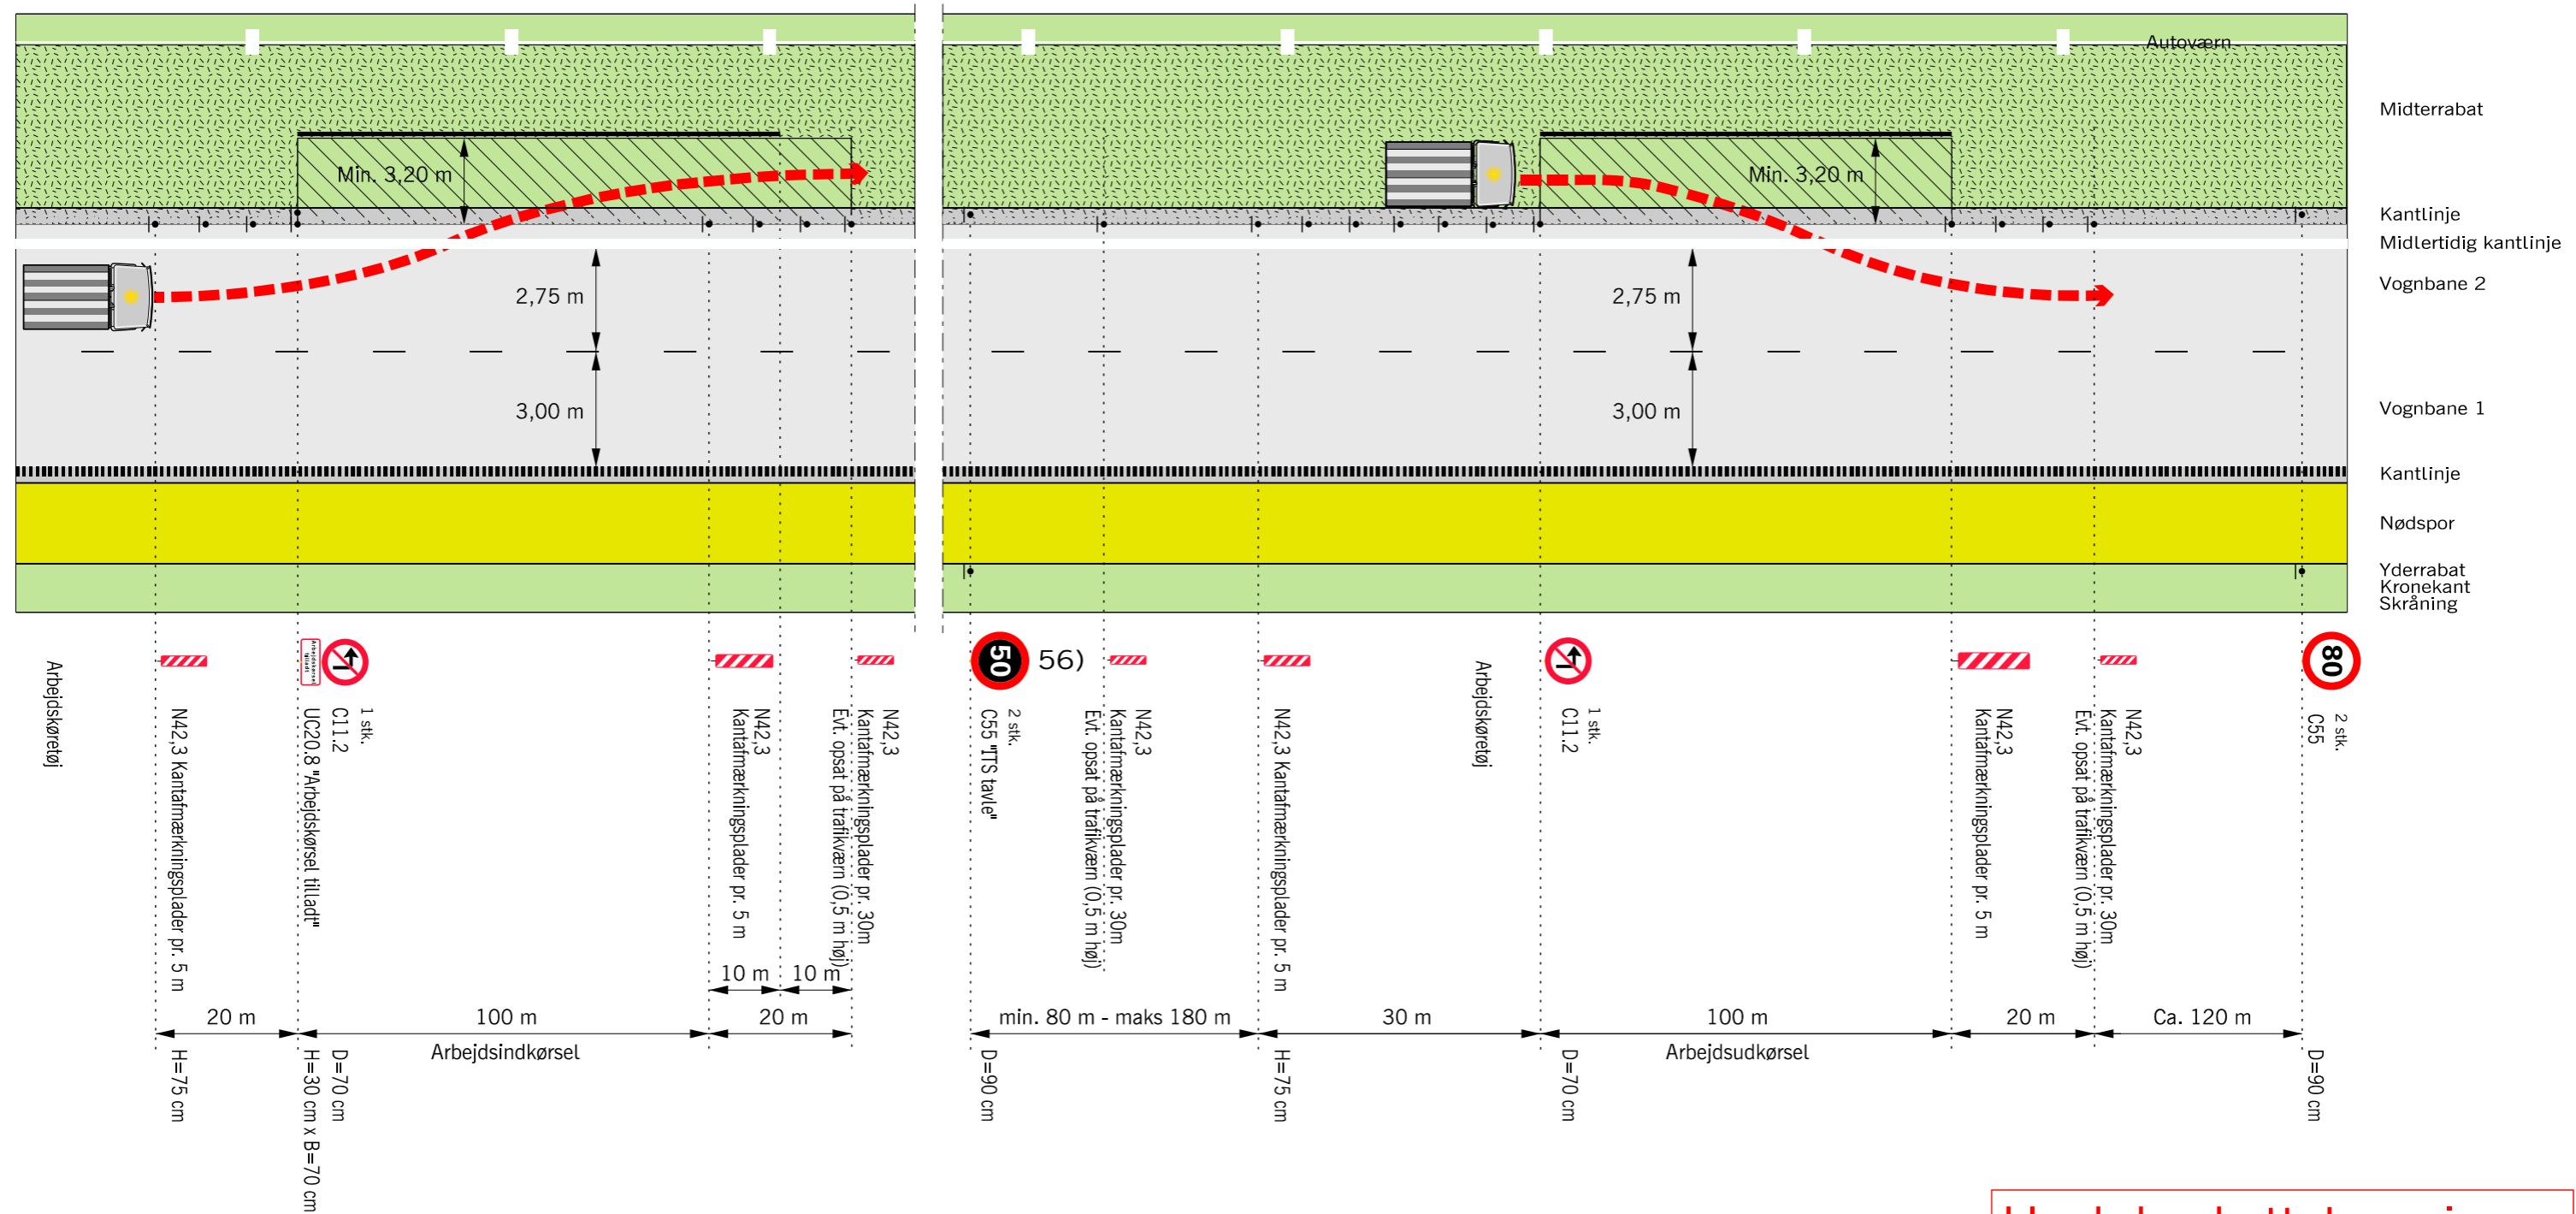 Autoværn
Midterrabat
Min. 3,20 m
Min. 3,20 m
Kantlinje
Midlertidig kantlinje
2,75 m
2,75 m
Vognbane 2
3,00 m
3,00 m
Vognbane 1
Kantlinje
Nødspor
Yderrabat
Kronekant
Skråning
Arbejdskøretøj
N42,3 Kantafmærkningsplader pr. 5 m
Arbejdskørsel
tilladt
1 stk.
C11.2
UC20.8 "Arbejdskørsel tilladt"
N42,3
Kantafmærkningsplader pr. 5 m
N42,3
Kantafmærkningsplader pr. 30m
Evt. opsat på trafikværn (0,5 m høj)
50
56)
2 stk.
C55 "ITS tavle"
N42,3
Kantafmærkningsplader pr. 30m
Evt. opsat på trafikværn (0,5 m høj)
N42,3 Kantafmærkningsplader pr. 5 m
Arbejdskøretøj
1 stk.
C11.2
N42,3
Kantafmærkningsplader pr. 5 m
N42,3
Kantafmærkningsplader pr. 30m
Evt. opsat på trafikværn (0,5 m høj)
80
2 stk.
C55
10 m
10 m
20 m
100 m
20 m
min. 80 m - maks 180 m
30 m
100 m
20 m
Ca. 120 m
Arbejdsindkørsel
Arbejdsudkørsel
H=75 cm
D=70 cm
H=30 cm x B=70 cm
D=90 cm
H=75 cm
D=70 cm
D=90 cm